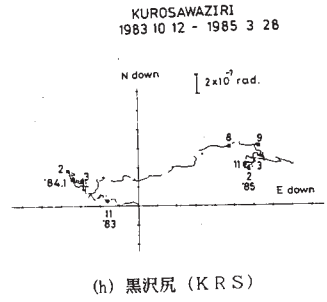 KUROSAWAZIRI
1983 10 12 - 1985 3 28
N down
2×10⁻⁷ rad.
8
9
11
3
2
'85
E down
2
3
'84.1
11
'83
(h) 黒沢尻 (KRS)